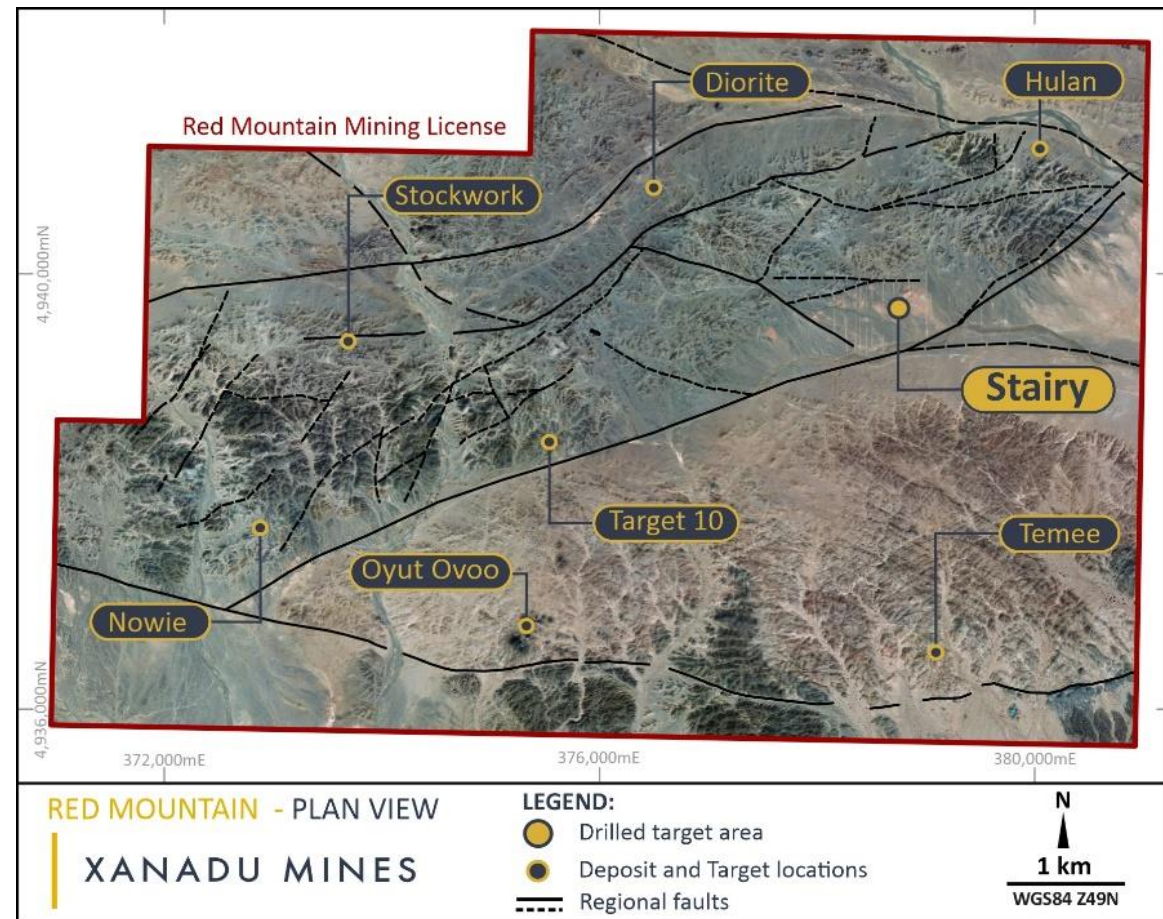 Diorite
Hulan
Red Mountain Mining License
Stockwork
4,940,000mN
Stairy
Target 10
Temee
Oyut Ovoo
Nowie
4,936,000mN
372,000mE
376,000mE
380,000mE
RED MOUNTAIN - PLAN VIEW
XANADU MINES
LEGEND:
Drilled target area
Deposit and Target locations
Regional faults
N
1 km
WGS84 Z49N